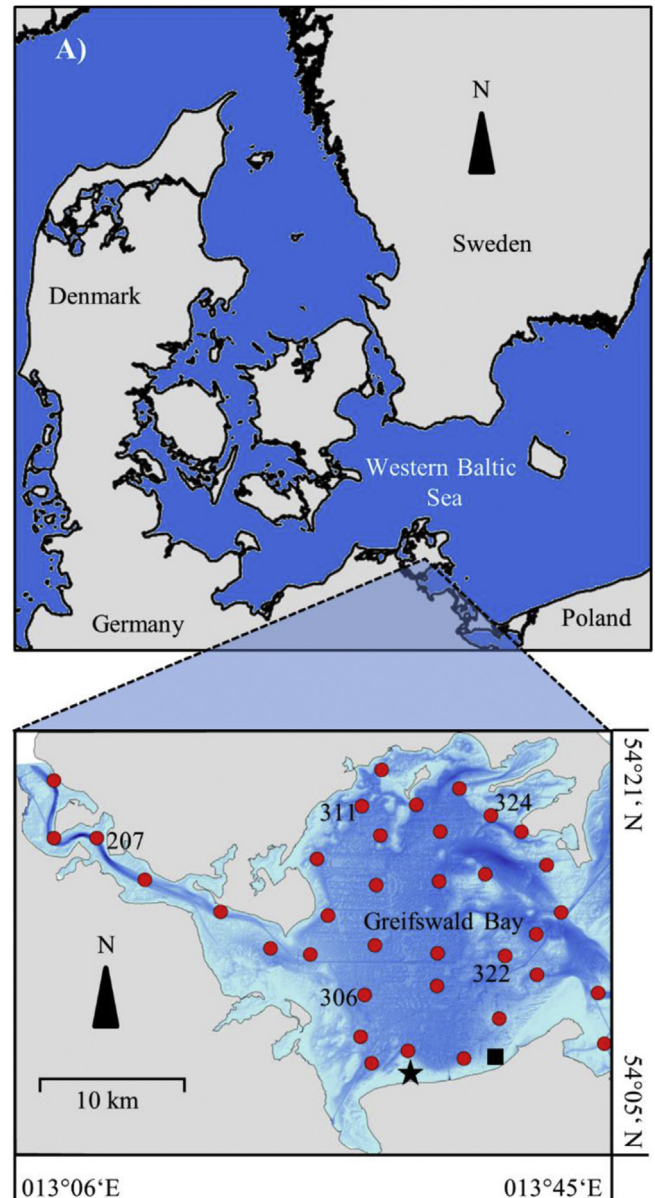 A)
N
Sweden
Denmark
Western Baltic
Sea
Germany
Poland
54°21‘ N
311
324
207
Greifswald Bay
N
306
322
10 km
54°05‘ N
013°06‘E
013°45‘E